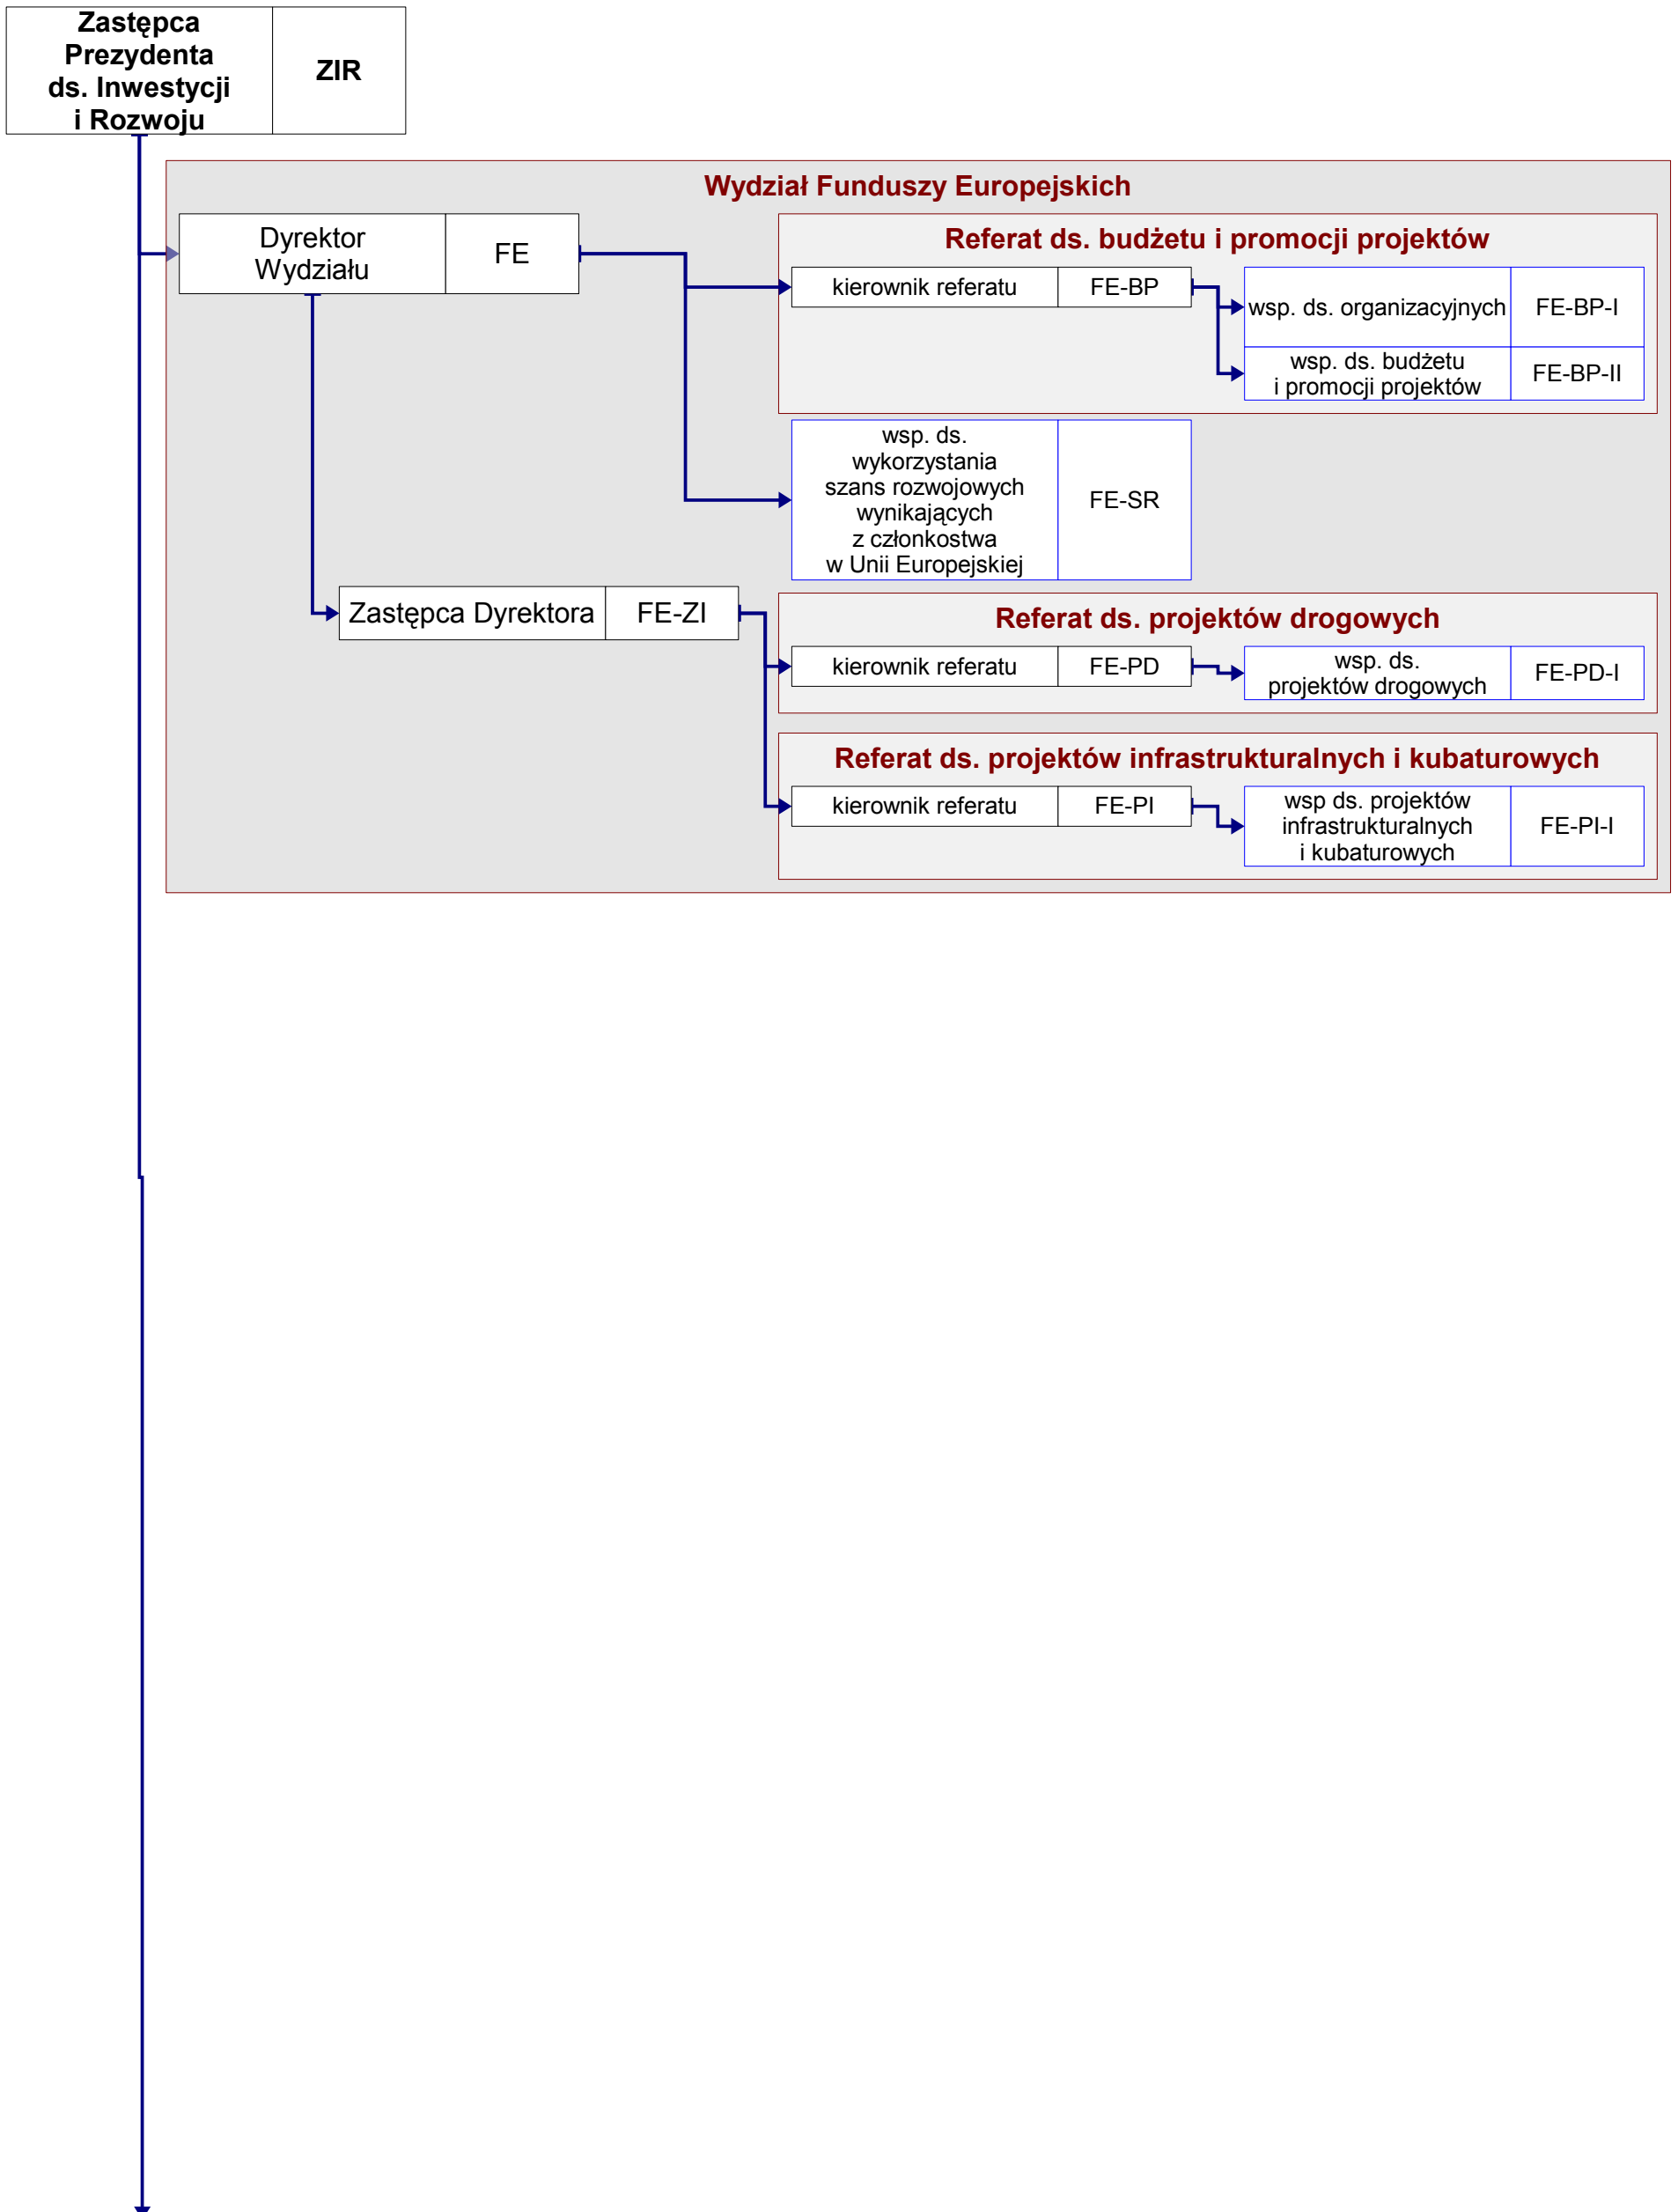 Zastępca
Prezydenta
ds. Inwestycji
i Rozwoju
ZIR
Wydział Funduszy Europejskich
Dyrektor
Wydziału
FE
Referat ds. budżetu i promocji projektów
kierownik referatu
FE-BP
wsp. ds. organizacyjnych
FE-BP-I
wsp. ds. budżetu
i promocji projektów
FE-BP-II
wsp. ds.
wykorzystania
szans rozwojowych
wynikających
z członkostwa
w Unii Europejskiej
FE-SR
Zastępca Dyrektora
FE-ZI
Referat ds. projektów drogowych
kierownik referatu
FE-PD
wsp. ds.
projektów drogowych
FE-PD-I
Referat ds. projektów infrastrukturalnych i kubaturowych
kierownik referatu
FE-PI
wsp ds. projektów
infrastrukturalnych
i kubaturowych
FE-PI-I